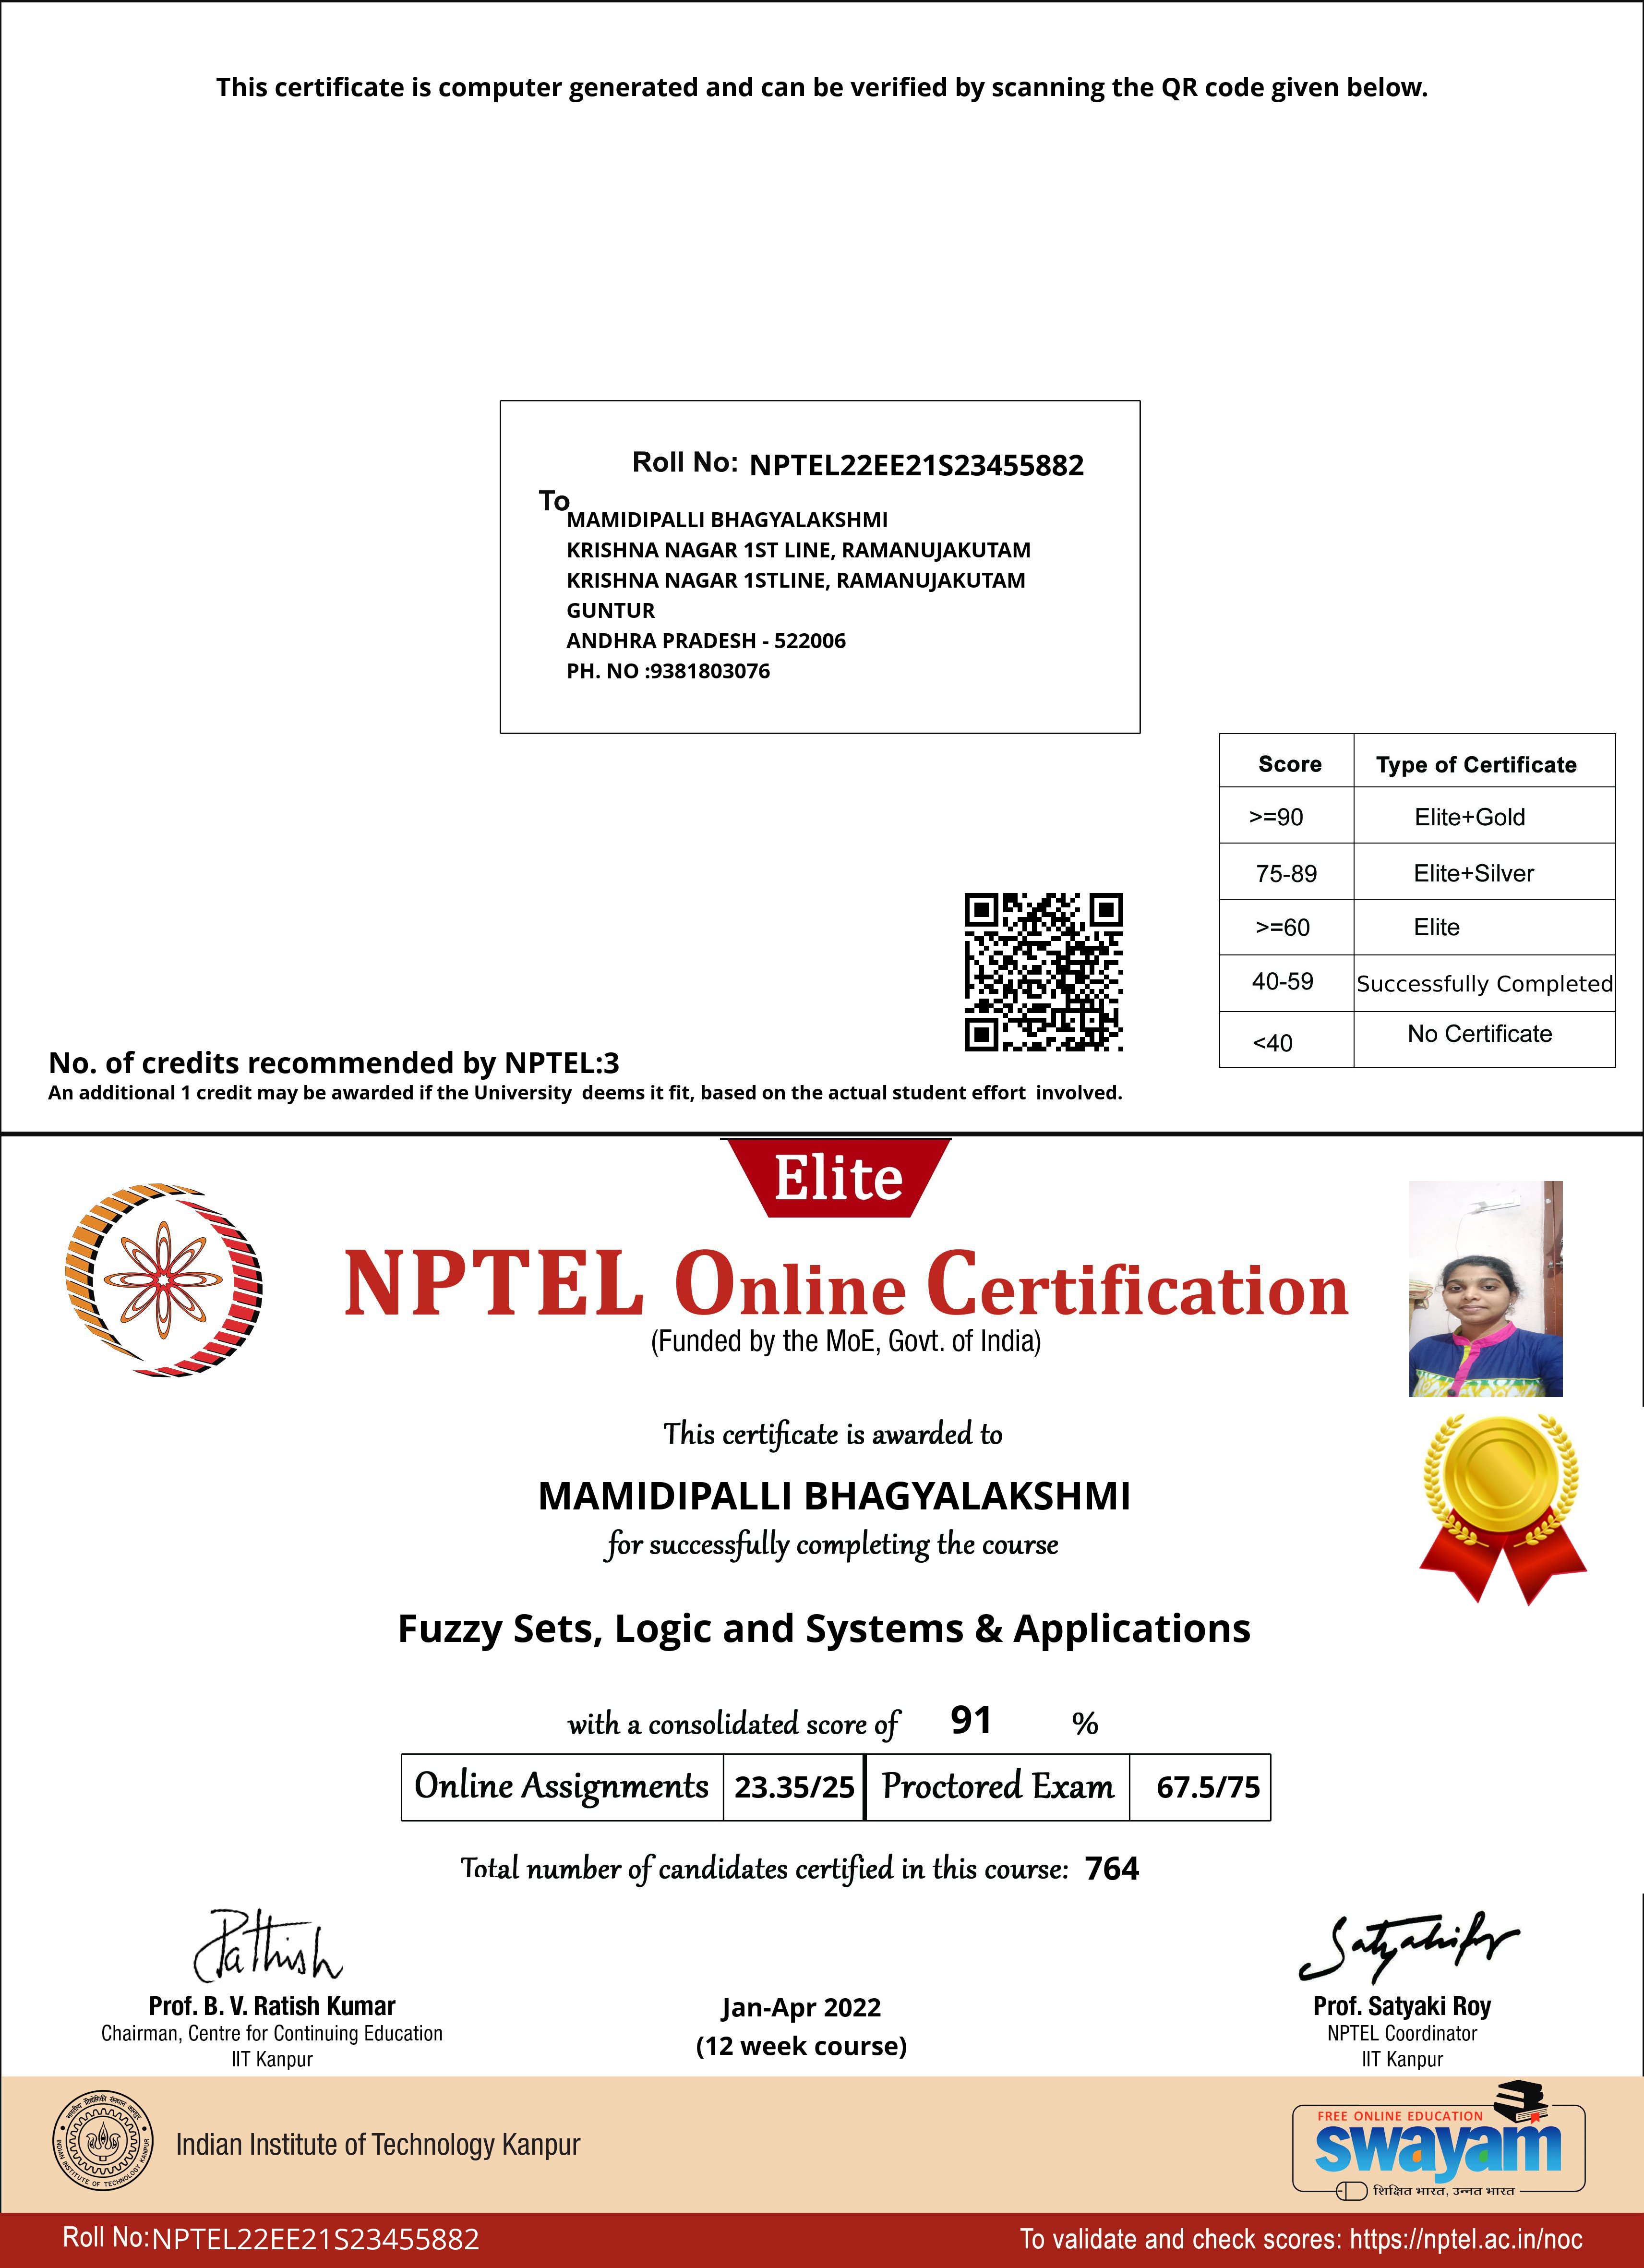 This certificate is computer generated and can be verified by scanning the QR code given below.
Roll No: NPTEL22EE21S23455882
To
MAMIDIPALLI BHAGYALAKSHMI
KRISHNA NAGAR 1ST LINE, RAMANUJAKUTAM
KRISHNA NAGAR 1STLINE, RAMANUJAKUTAM
GUNTUR
ANDHRA PRADESH - 522006
PH. NO :9381803076
Score Type of Certificate
>=90 Elite+Gold
75-89 Elite+Silver
>=60 Elite
40-59 Successfully Completed
<40 No Certificate
No. of credits recommended by NPTEL:3
An additional 1 credit may be awarded if the University deems it fit, based on the actual student effort involved.
Elite
NPTEL Online Certification
(Funded by the MoE, Govt. of India)
This certificate is awarded to
MAMIDIPALLI BHAGYALAKSHMI
for successfully completing the course
Fuzzy Sets, Logic and Systems & Applications
with a consolidated score of 91 %
Online Assignments 23.35/25 Proctored Exam 67.5/75
Total number of candidates certified in this course: 764
Prof. B. V. Ratish Kumar
Chairman, Centre for Continuing Education
IIT Kanpur
Jan-Apr 2022
(12 week course)
Prof. Satyaki Roy
NPTEL Coordinator
IIT Kanpur
INDIAN INSTITUTE OF TECHNOLOGY KANPUR
Indian Institute of Technology Kanpur
FREE ONLINE EDUCATION
swayam
शिक्षित भारत, उन्नत भारत
Roll No:NPTEL22EE21S23455882
To validate and check scores: https://nptel.ac.in/noc